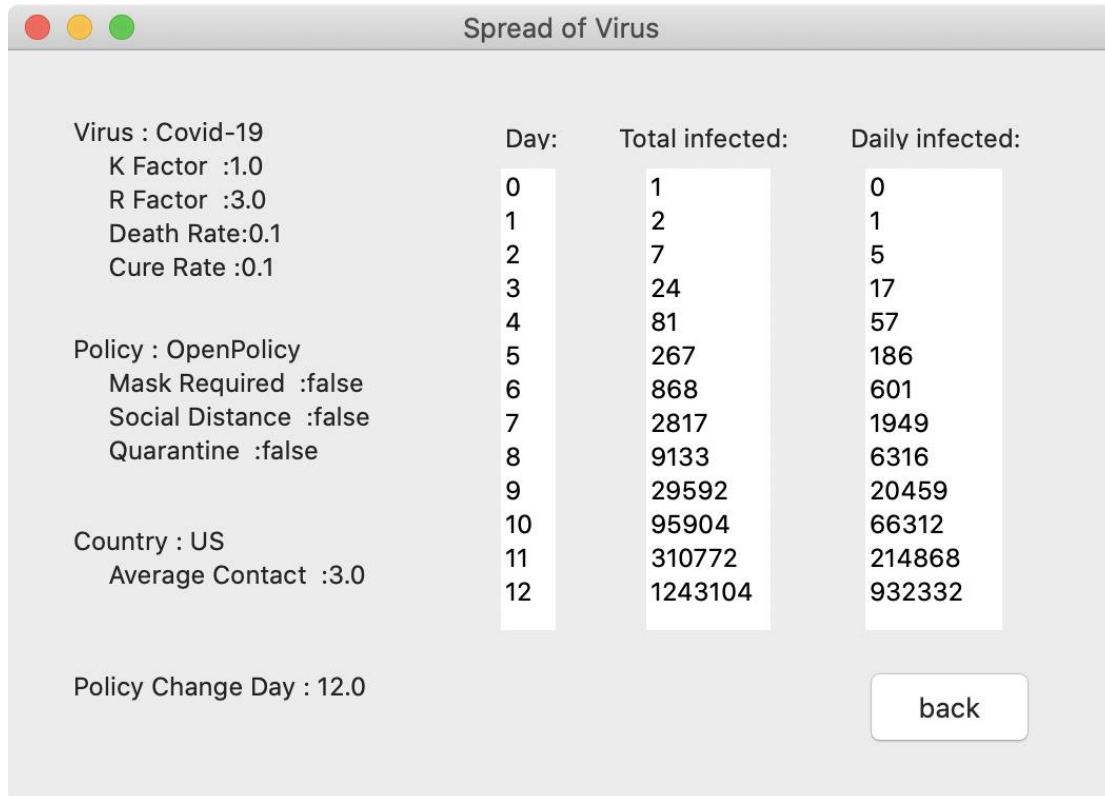 Spread of Virus
Virus : Covid-19
K Factor :1.0
R Factor :3.0
Death Rate:0.1
Cure Rate :0.1
Policy : OpenPolicy
Mask Required :false
Social Distance :false
Quarantine :false
Country : US
Average Contact :3.0
Policy Change Day : 12.0
Day: Total infected: Daily infected:
0 1 0
1 2 1
2 7 5
3 24 17
4 81 57
5 267 186
6 868 601
7 2817 1949
8 9133 6316
9 29592 20459
10 95904 66312
11 310772 214868
12 1243104 932332
back